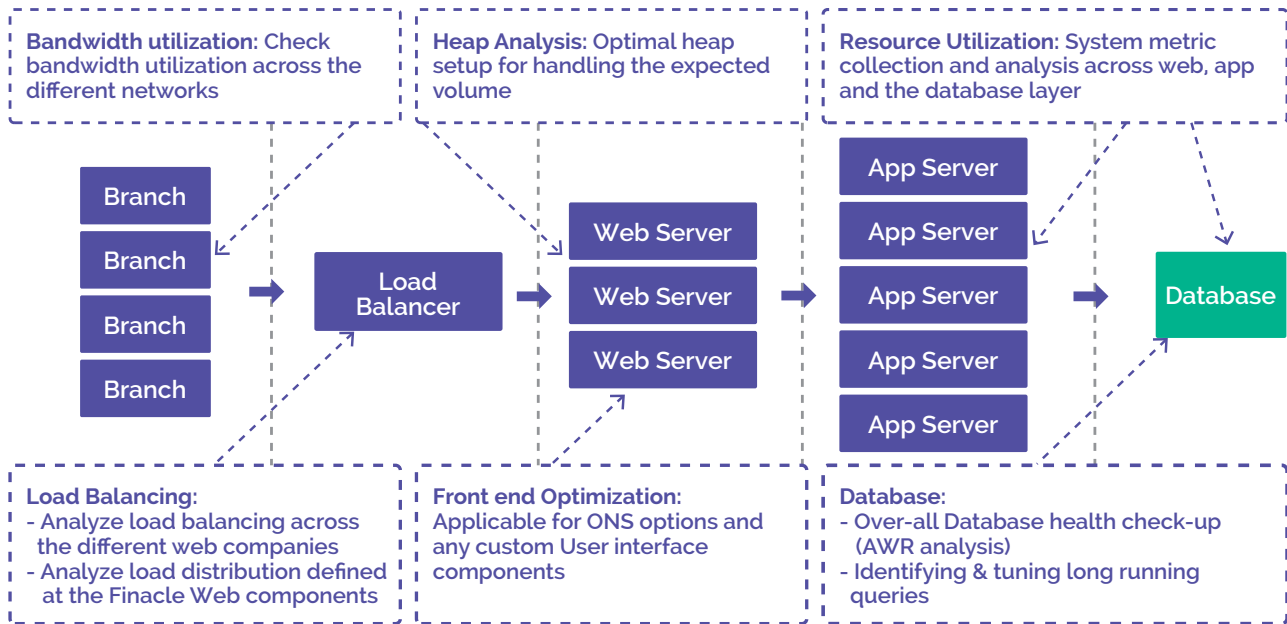 Bandwidth utilization: Check
bandwidth utilization across the
different networks
Heap Analysis: Optimal heap
setup for handling the expected
volume
Resource Utilization: System metric
collection and analysis across web, app
and the database layer
Branch
Branch
Branch
Branch
Load
Balancer
Web Server
Web Server
Web Server
App Server
App Server
App Server
App Server
App Server
Database
Load Balancing:
- Analyze load balancing across
the different web companies
- Analyze load distribution defined
at the Finacle Web components
Front end Optimization:
Applicable for ONS options and
any custom User interface
components
Database:
- Over-all Database health check-up
(AWR analysis)
- Identifying & tuning long running
queries